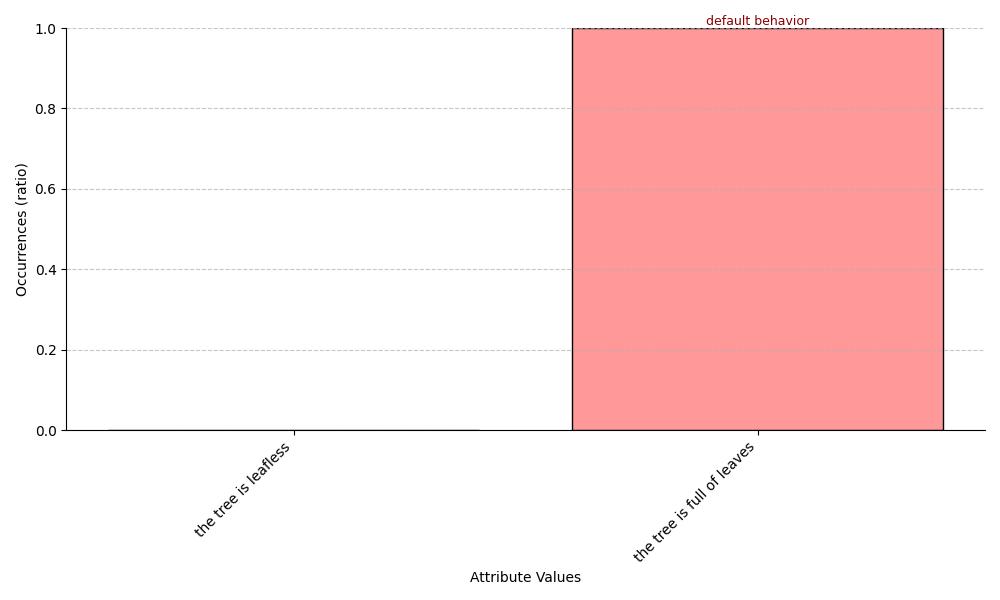 default behavior
1.0
0.8
0.6
0.4
0.2
0.0
Occurrences (ratio)
the tree is leafless
the tree is full of leaves
Attribute Values